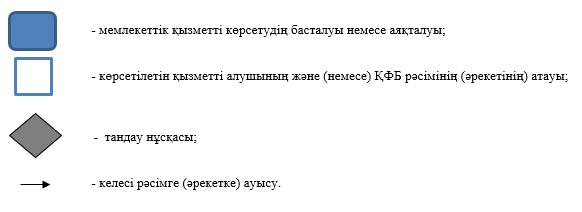 - мемлекеттік қызметті көрсетудің басталуы немесе аяқталуы;
- көрсетілетін қызметті алушының және (немесе) ҚФБ рәсімінің (әрекетінің) атауы;
- тандау нұсқасы;
- келесі рәсімге (әрекетке) ауысу.